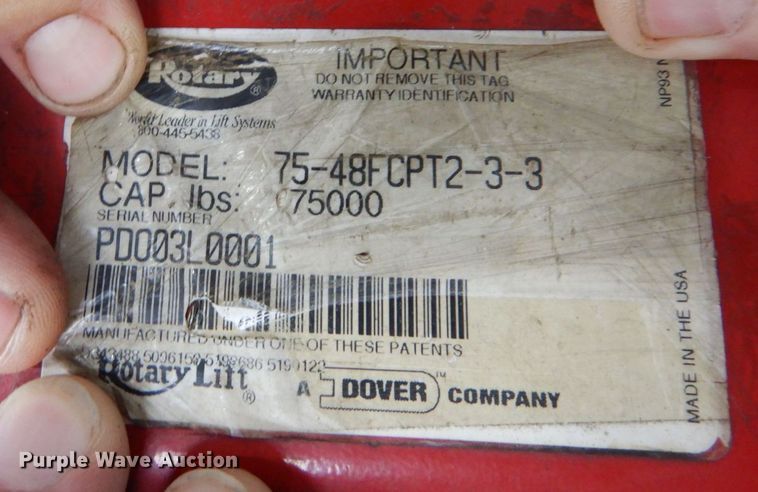 Rotary ®
World Leader in Lift Systems
800-445-5438
IMPORTANT
DO NOT REMOVE THIS TAG
WARRANTY IDENTIFICATION
NP93
MODEL: 75-48FCPT2-3-3
CAP. lbs: 75000
SERIAL NUMBER
PD003L0001
MANUFACTURED UNDER ONE OF THESE PATENTS
Rotary Lift ®
A DOVER™ COMPANY
MADE IN THE USA
Purple Wave Auction